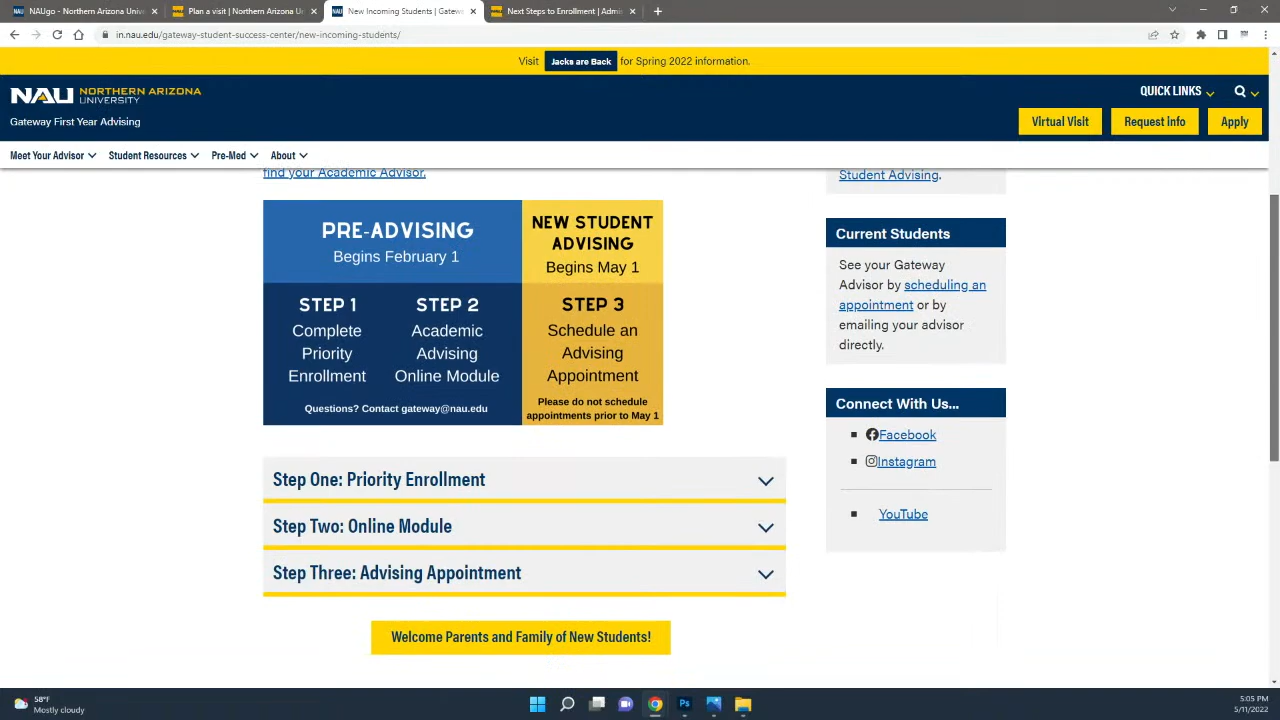 NAUgo - Northern Arizona Unive
Plan a visit | Northern Arizona U
New Incoming Students | Gatew
Next Steps to Enrollment | Admi
in.nau.edu/gateway-student-success-center/new-incoming-students/
Visit Jacks are Back for Spring 2022 information.
NAU NORTHERN ARIZONA UNIVERSITY
QUICK LINKS
Gateway First Year Advising
Virtual Visit
Request info
Apply
Meet Your Advisor
Student Resources
Pre-Med
About
find your Academic Advisor.
PRE-ADVISING
Begins February 1
STEP 1
Complete
Priority
Enrollment
STEP 2
Academic
Advising
Online Module
Questions? Contact gateway@nau.edu
NEW STUDENT
ADVISING
Begins May 1
STEP 3
Schedule an
Advising
Appointment
Please do not schedule
appointments prior to May 1
Step One: Priority Enrollment
Step Two: Online Module
Step Three: Advising Appointment
Welcome Parents and Family of New Students!
Student Advising.
Current Students
See your Gateway
Advisor by scheduling an
appointment or by
emailing your advisor
directly.
Connect With Us...
Facebook
Instagram
YouTube
58°F
Mostly cloudy
Ps
5:05 PM
5/11/2022